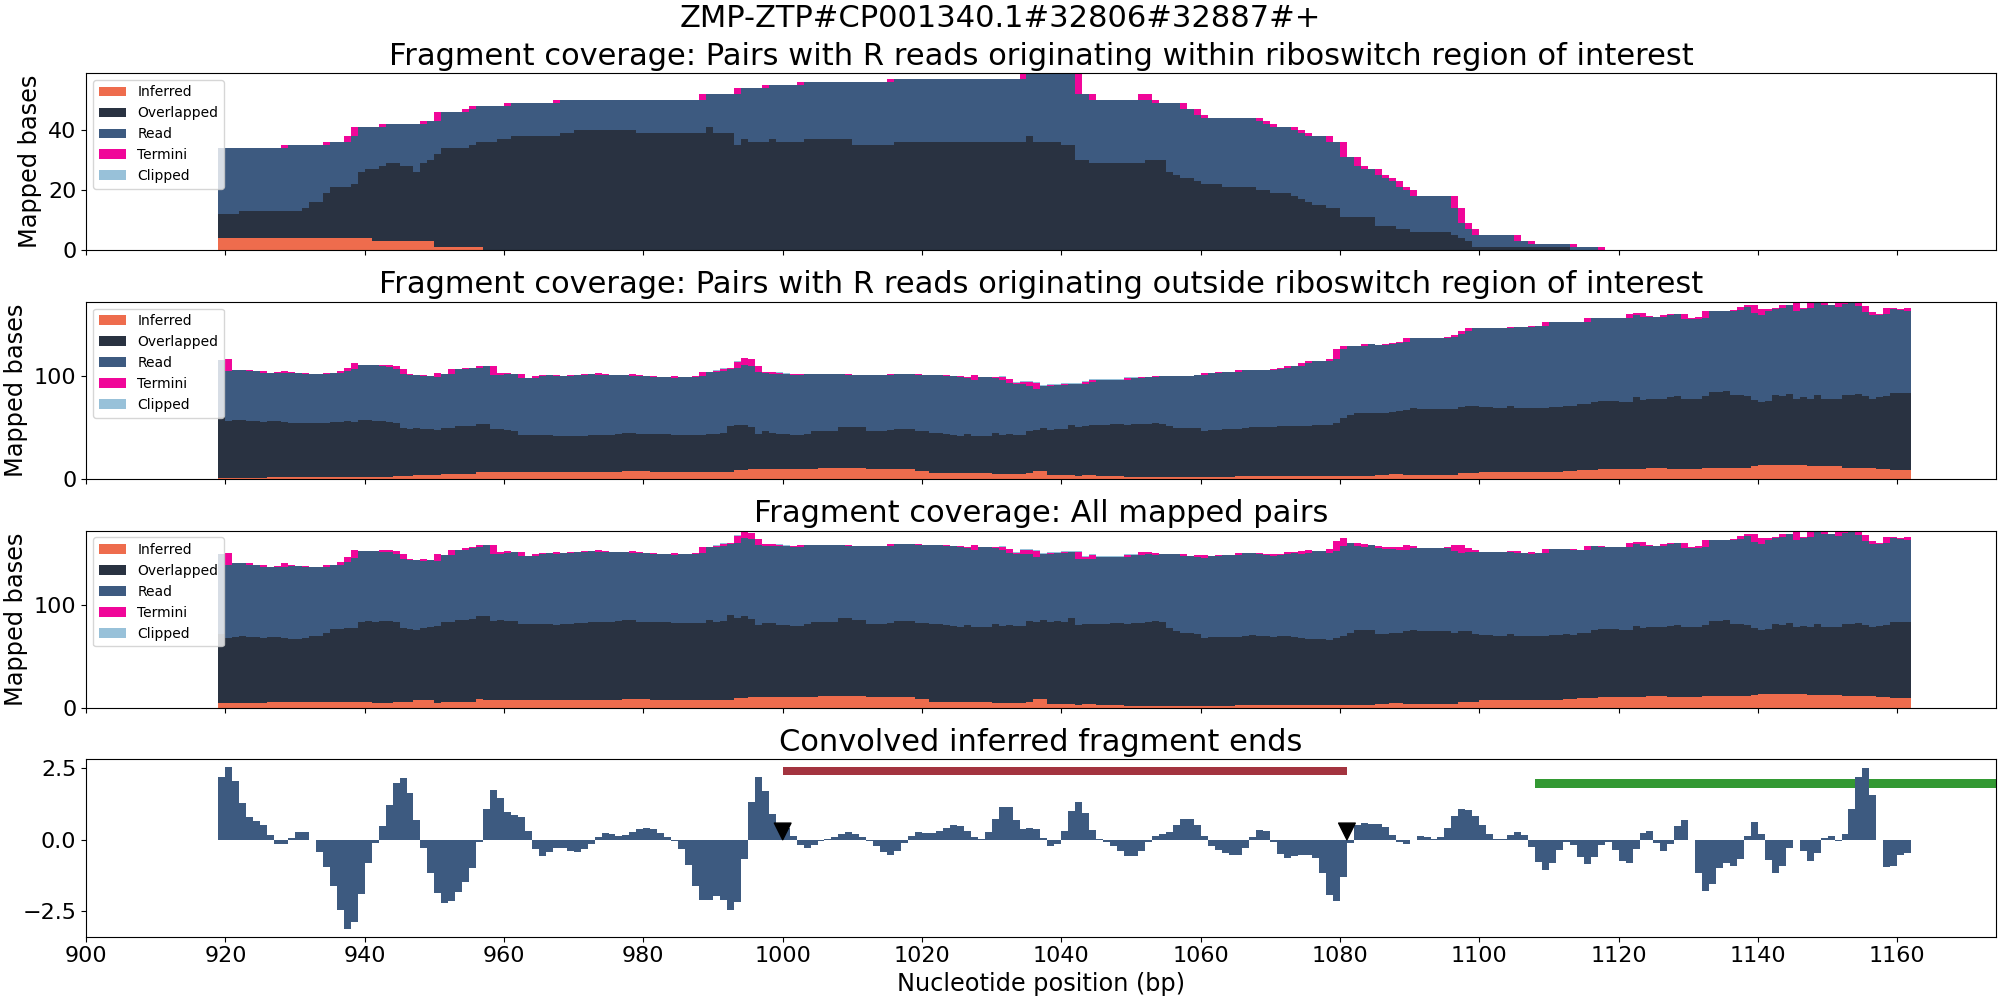 ZMP-ZTP#CP001340.1#32806#32887#+
Fragment coverage: Pairs with R reads originating within riboswitch region of interest
Mapped bases
40
20
0
Inferred
Overlapped
Read
Termini
Clipped
Fragment coverage: Pairs with R reads originating outside riboswitch region of interest
Mapped bases
100
0
Inferred
Overlapped
Read
Termini
Clipped
Fragment coverage: All mapped pairs
Mapped bases
100
0
Inferred
Overlapped
Read
Termini
Clipped
Convolved inferred fragment ends
2.5
0.0
−2.5
900 920 940 960 980 1000 1020 1040 1060 1080 1100 1120 1140 1160
Nucleotide position (bp)